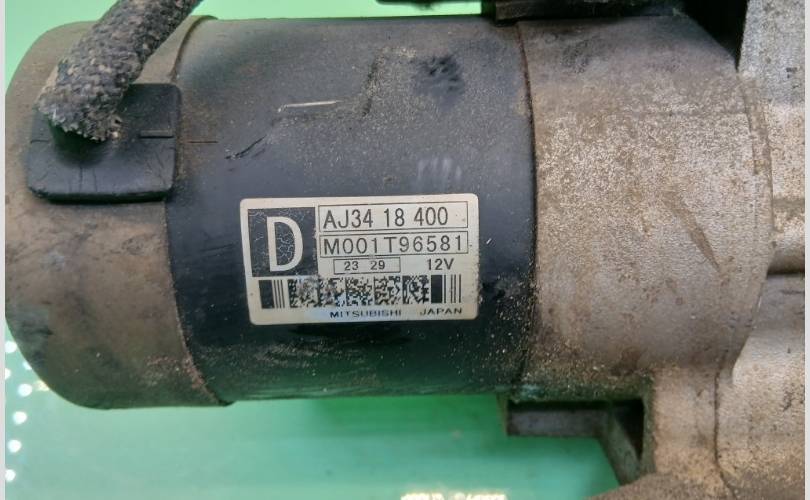 D
AJ34 18 400
M001T96581
23 29 12V
MITSUBISHI JAPAN